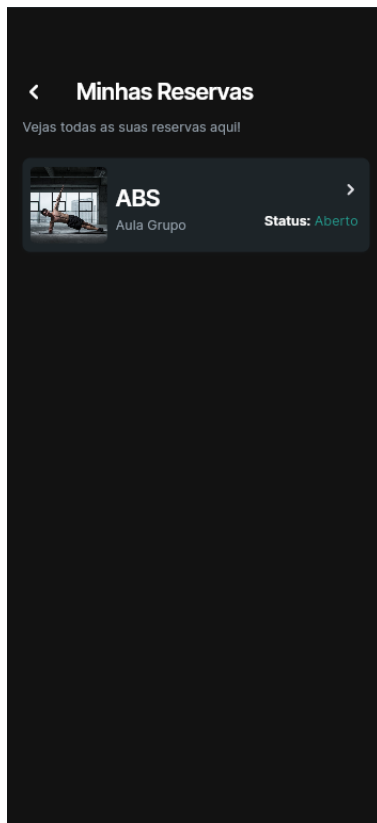 Minhas Reservas
Vejas todas as suas reservas aqui!
ABS
Aula Grupo
Status: Aberto